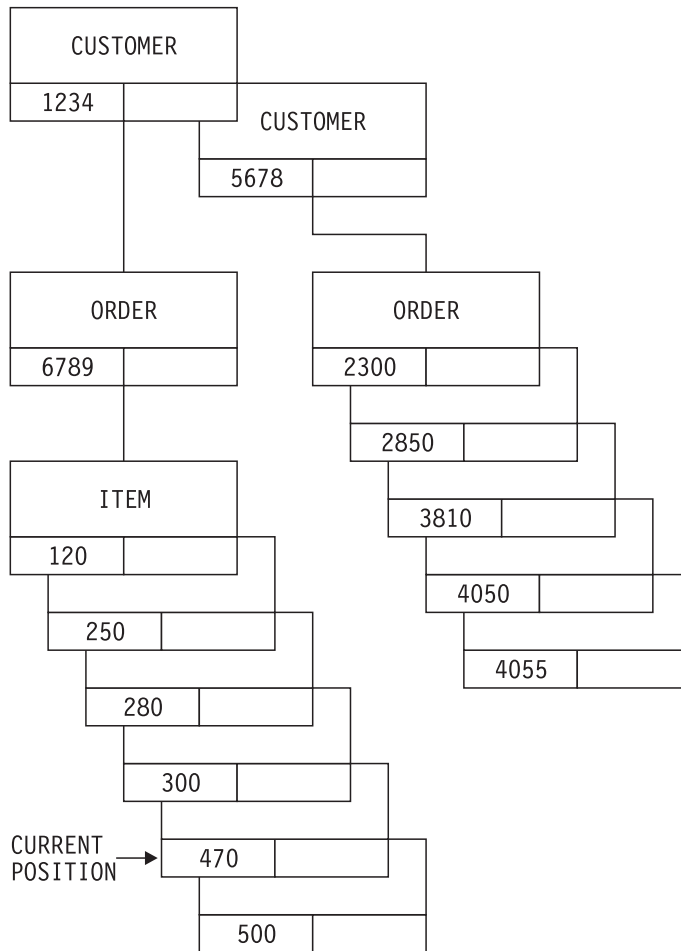 CUSTOMER
1234
CUSTOMER
5678
ORDER
6789
ORDER
2300
2850
3810
4050
4055
ITEM
120
250
280
300
470
500
CURRENT
POSITION